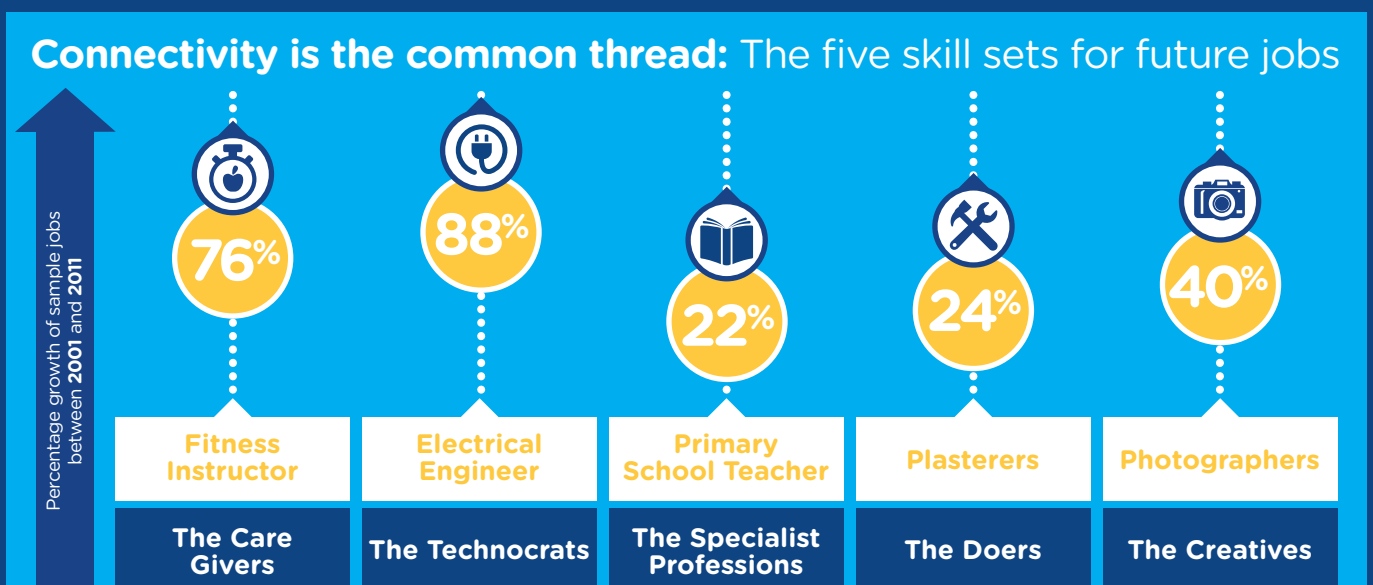 Connectivity is the common thread: The five skill sets for future jobs
Percentage growth of sample jobs
between 2001 and 2011
76%
88%
22%
24%
40%
Fitness
Instructor
Electrical
Engineer
Primary
School Teacher
Plasterers
Photographers
The Care
Givers
The Technocrats
The Specialist
Professions
The Doers
The Creatives